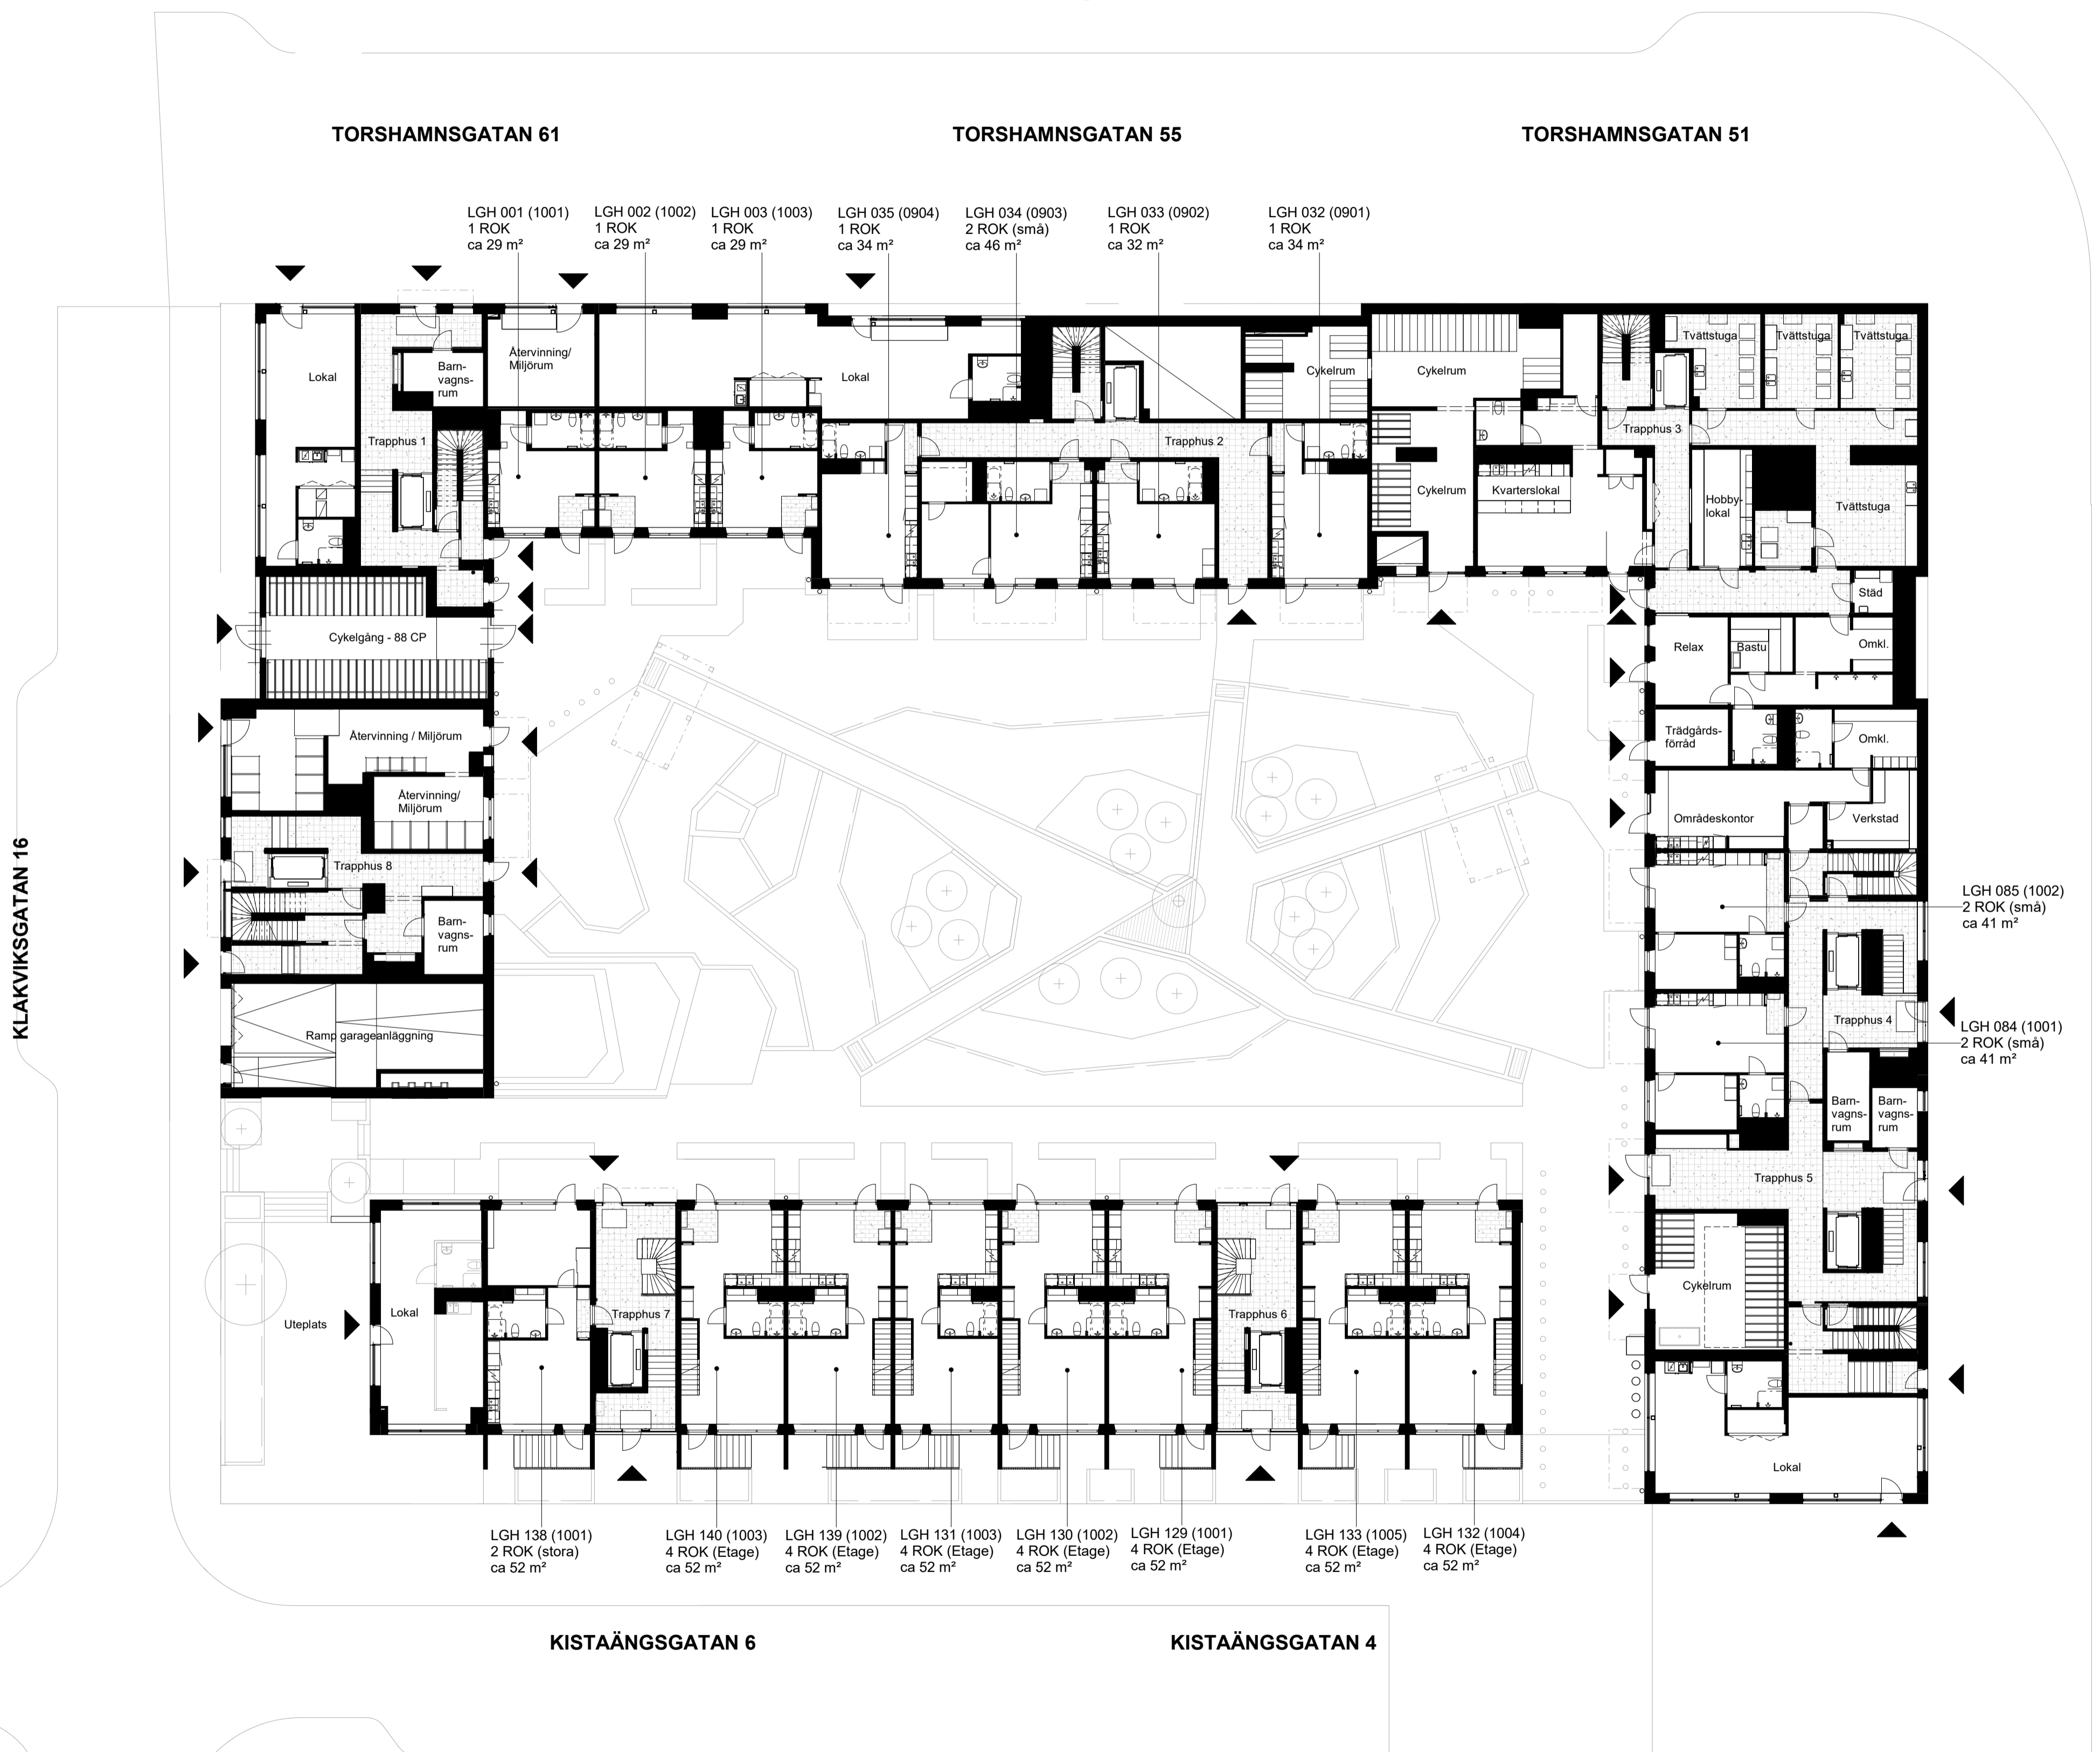 TORSHAMNSGATAN 61
TORSHAMNSGATAN 55
TORSHAMNSGATAN 51
LGH 001 (1001)
1 ROK
ca 29 m²
LGH 002 (1002)
1 ROK
ca 29 m²
LGH 003 (1003)
1 ROK
ca 29 m²
LGH 035 (0904)
1 ROK
ca 34 m²
LGH 034 (0903)
2 ROK (små)
ca 46 m²
LGH 033 (0902)
1 ROK
ca 32 m²
LGH 032 (0901)
1 ROK
ca 34 m²
Lokal
Barn-
vagns-
rum
Återvinning/
Miljörum
Lokal
Cykelrum
Cykelrum
Tvättstuga
Tvättstuga
Tvättstuga
Trapphus 1
Trapphus 2
Trapphus 3
Cykelrum
Kvarterslokal
Hobby-
lokal
Tvättstuga
Städ
Cykelgång - 88 CP
Relax
Bastu
Omkl.
Återvinning / Miljörum
Trädgårds-
förråd
Omkl.
Återvinning/
Miljörum
Områdeskontor
Verkstad
Trapphus 8
Barn-
vagns-
rum
KLAKVIKSGATAN 16
LGH 085 (1002)
2 ROK (små)
ca 41 m²
Trapphus 4
LGH 084 (1001)
2 ROK (små)
ca 41 m²
Ramp garageanläggning
Barn-
vagns-
rum
Barn-
vagns-
rum
Trapphus 5
Cykelrum
Uteplats
Lokal
Trapphus 7
Trapphus 6
Lokal
LGH 138 (1001)
2 ROK (stora)
ca 52 m²
LGH 140 (1003)
4 ROK (Etage)
ca 52 m²
LGH 139 (1002)
4 ROK (Etage)
ca 52 m²
LGH 131 (1003)
4 ROK (Etage)
ca 52 m²
LGH 130 (1002)
4 ROK (Etage)
ca 52 m²
LGH 129 (1001)
4 ROK (Etage)
ca 52 m²
LGH 133 (1005)
4 ROK (Etage)
ca 52 m²
LGH 132 (1004)
4 ROK (Etage)
ca 52 m²
KISTAÄNGSGATAN 6
KISTAÄNGSGATAN 4